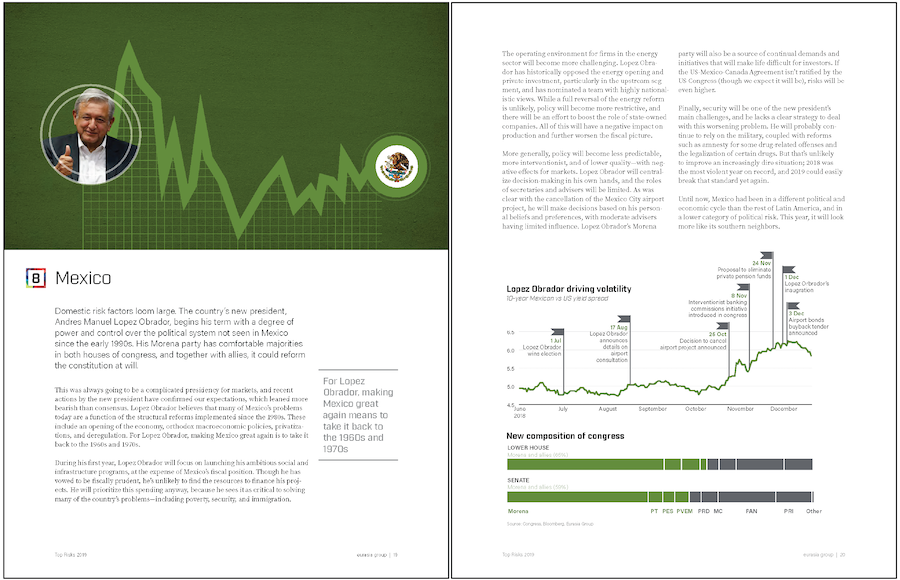 8 Mexico
Domestic risk factors loom large. The country's new president,
Andres Manuel Lopez Obrador, begins his term with a degree of
power and control over the political system not seen in Mexico
since the early 1990s. His Morena party has comfortable majorities
in both houses of congress, and together with allies, it could reform
the constitution at will.
This was always going to be a complicated presidency for markets, and recent
actions by the new president have confirmed our expectations, which leaned more
bearish than consensus. Lopez Obrador believes that many of Mexico's problems
today are a function of the structural reforms implemented since the 1980s. These
include an opening of the economy, orthodox macroeconomic policies, privatiza-
tions, and deregulation. For Lopez Obrador, making Mexico great again is to take it
back to the 1960s and 1970s.
During his first year, Lopez Obrador will focus on launching his ambitious social and
infrastructure programs, at the expense of Mexico's fiscal position. Though he has
vowed to be fiscally prudent, he's unlikely to find the resources to finance his proj-
ects. He will prioritize this spending anyway, because he sees it as critical to solving
many of the country's problems—including poverty, security, and immigration.
For Lopez
Obrador, making
Mexico great
again means to
take it back to
the 1960s and
1970s
Top Risks 2019
eurasia group | 19
The operating environment for firms in the energy
sector will become more challenging. Lopez Obra-
dor has historically opposed the energy opening and
private investment, particularly in the upstream seg-
ment, and has nominated a team with highly national-
istic views. While a full reversal of the energy reform
is unlikely, policy will become more restrictive, and
there will be an effort to boost the role of state owned
companies. All of this will have a negative impact on
production and further worsen the fiscal picture.
More generally, policy will become less predictable,
more interventionist, and of lower quality—with neg-
ative effects for markets. Lopez Obrador will central-
ize decision-making in his own hands, and the roles
of secretaries and advisers will be limited. As was
clear with the cancellation of the Mexico City airport
project, he will make decisions based on his person-
al beliefs and preferences, with moderate advisers
having limited influence. Lopez Obrador's Morena
party will also be a source of continual demands and
initiatives that will make life difficult for investors. If
the US-Mexico-Canada Agreement isn't ratified by the
US Congress (though we expect it will be), risks will be
even higher.
Finally, security will be one of the new president's
main challenges, and he lacks a clear strategy to deal
with this worsening problem. He will probably con-
tinue to rely on the military, coupled with reforms
such as amnesty for some drug related offenses and
the legalization of certain drugs. But that's unlikely
to improve an increasingly dire situation; 2018 was
the most violent year on record, and 2019 could easily
break that standard yet again.
Until now, Mexico had been in a different political and
economic cycle than the rest of Latin America, and in
a lower category of political risk. This year, it will look
more like its southern neighbors.
Lopez Obrador driving volatility
10-year Mexican vs US yield spread
1 Jul
Lopez Obrador
wins election
17 Aug
Lopez Obrador
announces
details on
airport
consultation
26 Oct
Decision to cancel
airport project announced
8 Nov
Interventionist banking
commissions initiative
introduced in congress
24 Nov
Proposal to eliminate
private pension funds
1 Dec
Lopez Obrador's
inauguration
3 Dec
Airport bonds
buyback tender
announced
6.5
6.0
5.5
5.0
4.5
June July August September October November December
2018
New composition of congress
LOWER HOUSE
Morena and allies
SENATE
Morena and allies
Morena PT PES PVEM PRD MC PAN PRI Other
Source: Congress, Bloomberg, Eurasia Group
Top Risks 2019
eurasia group | 20